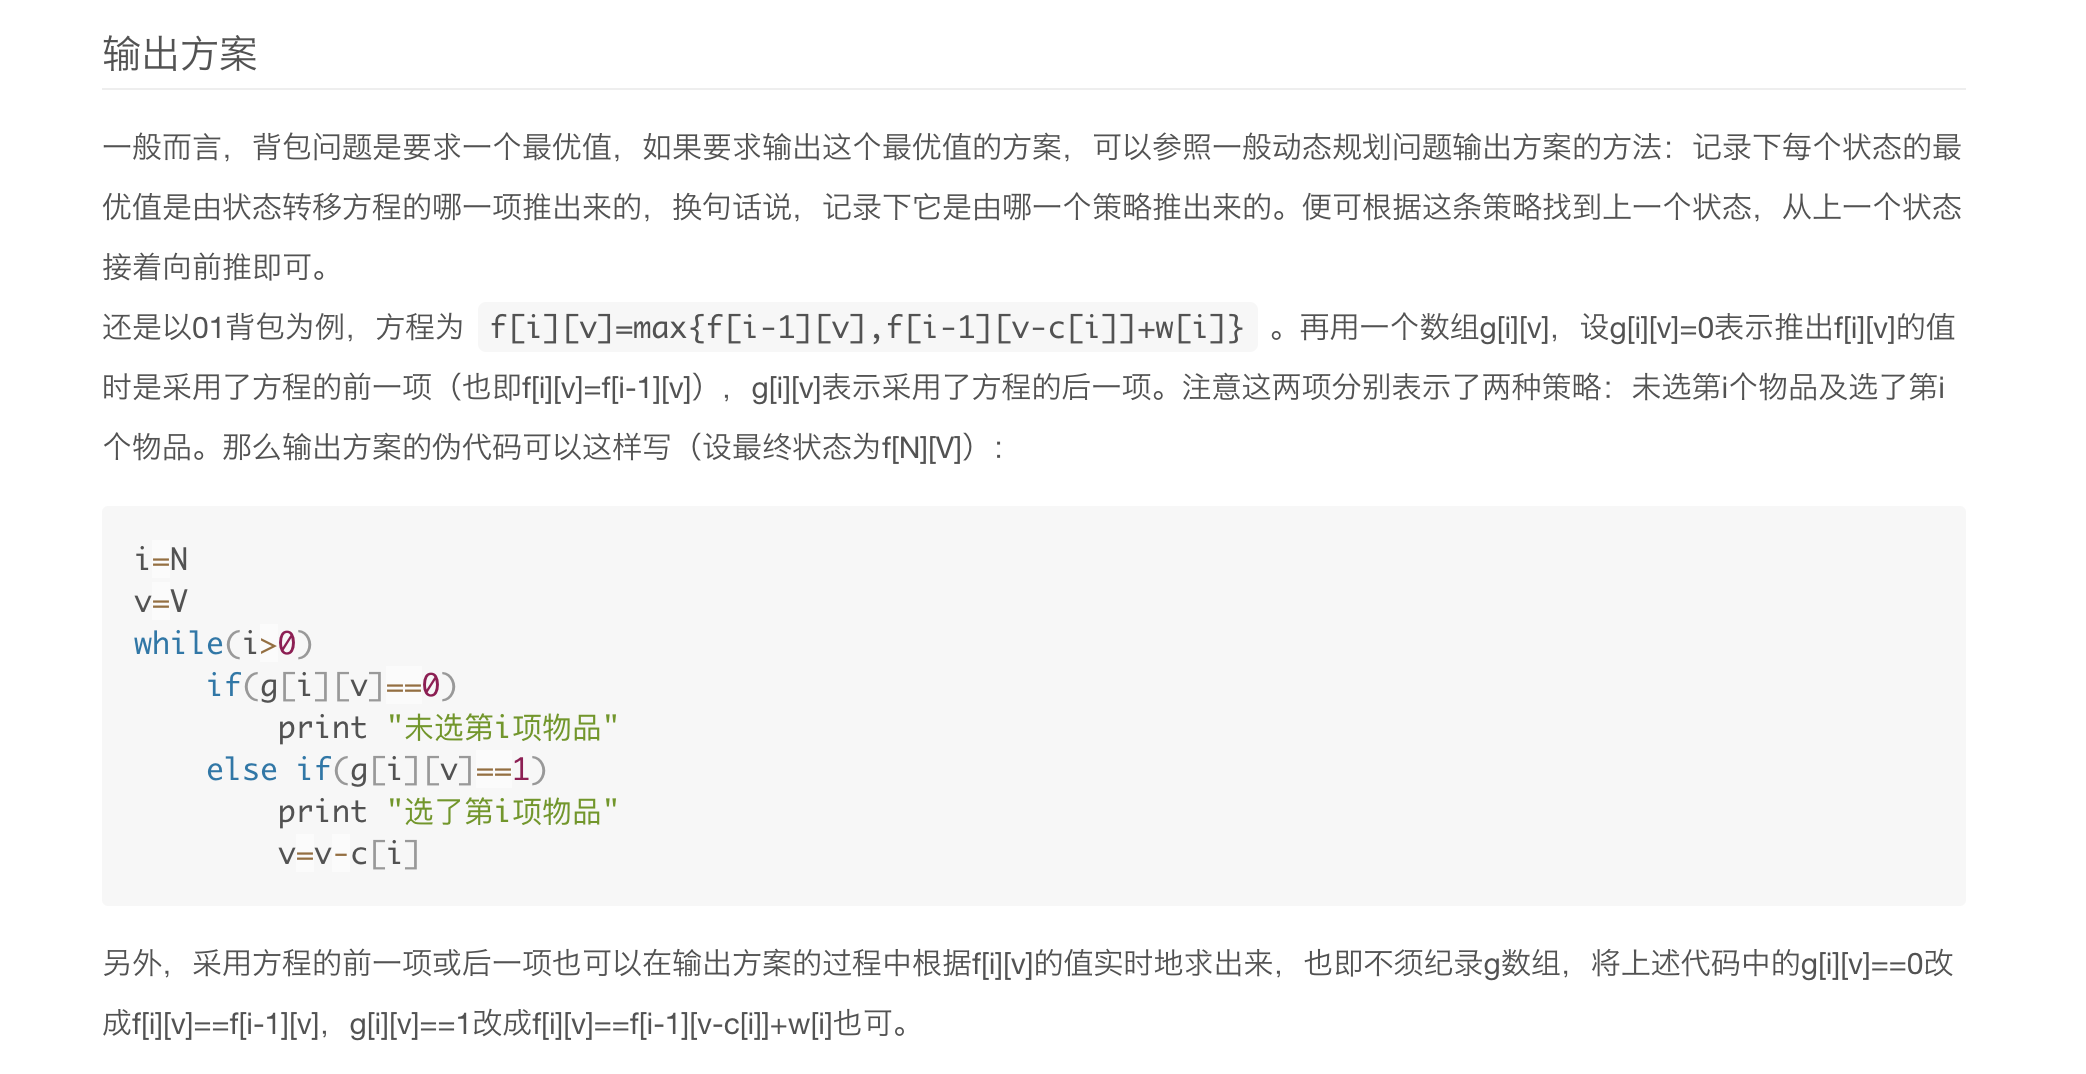 输出方案
一般而言，背包问题是要求一个最优值，如果要求输出这个最优值的方案，可以参照一般动态规划问题输出方案的方法：记录下每个状态的最
优值是由状态转移方程的哪一项推出来的，换句话说，记录下它是由哪一个策略推出来的。便可根据这条策略找到上一个状态，从上一个状态
接着向前推即可。
还是以01背包为例，方程为 f[i][v]=max{f[i-1][v],f[i-1][v-c[i]]+w[i]} 。再用一个数组g[i][v]，设g[i][v]=0表示推出f[i][v]的值
时是采用了方程的前一项（也即f[i][v]=f[i-1][v]），g[i][v]表示采用了方程的后一项。注意这两项分别表示了两种策略：未选第i个物品及选了第i
个物品。那么输出方案的伪代码可以这样写（设最终状态为f[N][V]）：
i=N
v=V
while(i>0)
    if(g[i][v]==0)
        print "未选第i项物品"
    else if(g[i][v]==1)
        print "选了第i项物品"
        v=v-c[i]
另外，采用方程的前一项或后一项也可以在输出方案的过程中根据f[i][v]的值实时地求出来，也即不须纪录g数组，将上述代码中的g[i][v]==0改
成f[i][v]==f[i-1][v]，g[i][v]==1改成f[i][v]==f[i-1][v-c[i]]+w[i]也可。